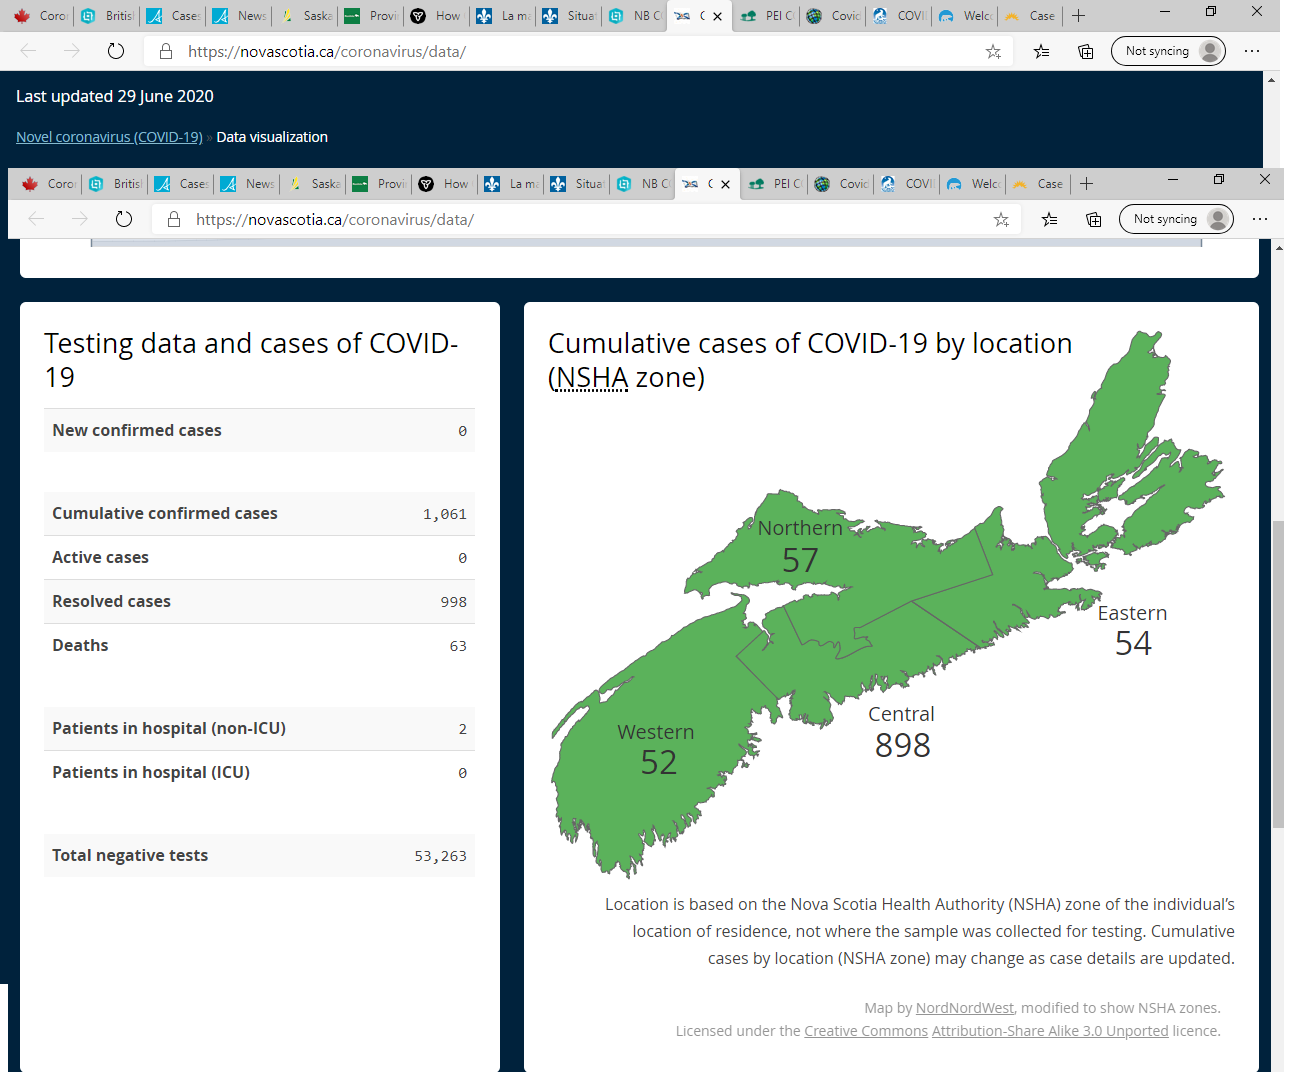 Coror
Britisl
Cases
News
Saska
Provi
How
La ma
Situat
NB C
C
PEI C
Covic
COVI
Welc
Case
https://novascotia.ca/coronavirus/data/
Not syncing
Last updated 29 June 2020
Novel coronavirus (COVID-19) » Data visualization
Coror
Britisl
Cases
News
Saska
Provi
How
La ma
Situat
NB C
C
PEI C
Covic
COVI
Welc
Case
https://novascotia.ca/coronavirus/data/
Not syncing
Testing data and cases of COVID-
19
New confirmed cases 0
Cumulative confirmed cases 1,061
Active cases 0
Resolved cases 998
Deaths 63
Patients in hospital (non-ICU) 2
Patients in hospital (ICU) 0
Total negative tests 53,263
Cumulative cases of COVID-19 by location
(NSHA zone)
Northern
57
Eastern
54
Central
898
Western
52
Location is based on the Nova Scotia Health Authority (NSHA) zone of the individual's
location of residence, not where the sample was collected for testing. Cumulative
cases by location (NSHA zone) may change as case details are updated.
Map by NordNordWest, modified to show NSHA zones.
Licensed under the Creative Commons Attribution-Share Alike 3.0 Unported licence.